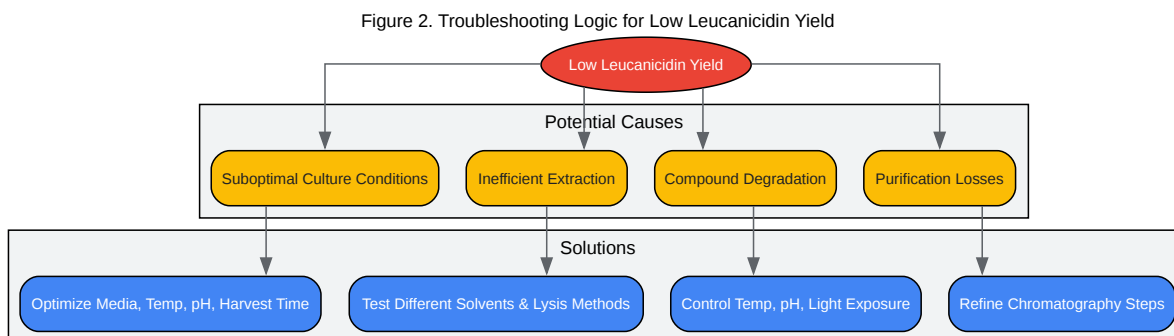 Figure 2. Troubleshooting Logic for Low Leucanicidin Yield
Low Leucanicidin Yield
Potential Causes
Suboptimal Culture Conditions
Inefficient Extraction
Compound Degradation
Purification Losses
Solutions
Optimize Media, Temp, pH, Harvest Time
Test Different Solvents & Lysis Methods
Control Temp, pH, Light Exposure
Refine Chromatography Steps